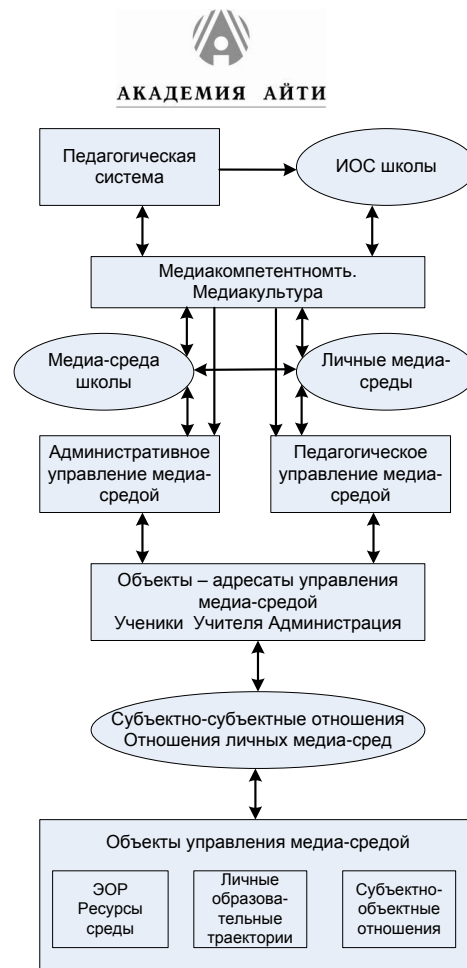 АКАДЕМИЯ АЙТИ
Педагогическая
система
ИОС школы
Медиакомпетентномть.
Медиакультура
Медиа-среда
школы
Личные медиа-
среды
Административное
управление медиа-
средой
Педагогическое
управление медиа-
средой
Объекты – адресаты управления
медиа-средой
Ученики Учителя Администрация
Субъектно-субъектные отношения
Отношения личных медиа-сред
Объекты управления медиа-средой
ЭОР
Ресурсы
среды
Личные
образова-
тельные
траектории
Субъектно-
объектные
отношения